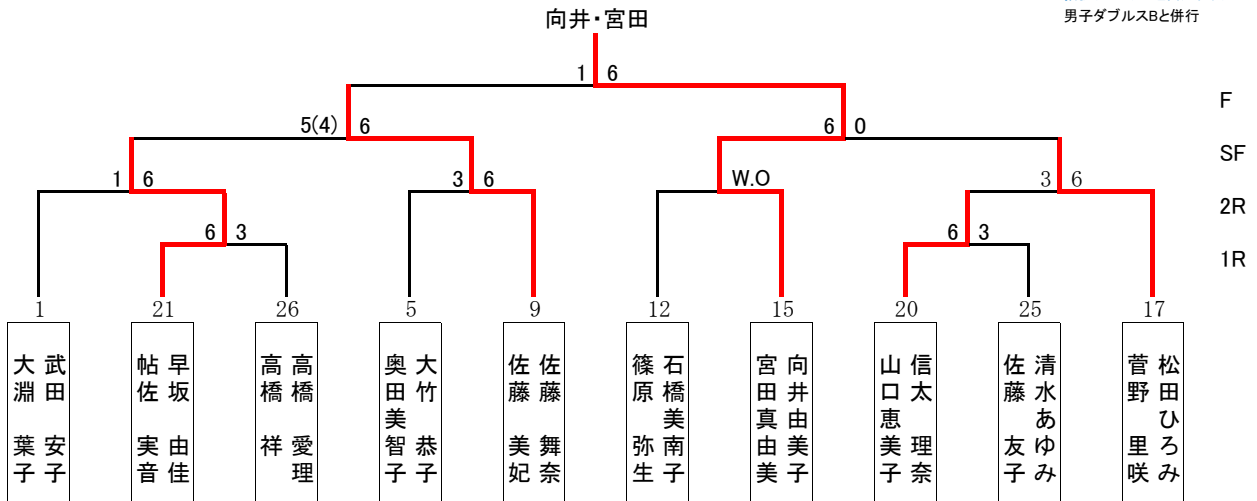 向井・宮田
男子ダブルスBと併行
1 6
F
5(4) 6
6 0
SF
1 6
3 6
W.O
3 6
2R
6 3
6 3
1R
1
21
26
5
9
12
15
20
25
17
武田 安子
大淵 葉子
早坂 由佳
帖佐 実音
高橋 愛理
高橋 祥
大竹 恭子
奥田美智子
佐藤 舞奈
佐藤 美妃
石橋美南子
篠原 弥生
向井由美子
宮田真由美
信太 理奈
山口恵美子
清水あゆみ
佐藤 友子
松田ひろみ
菅野 里咲